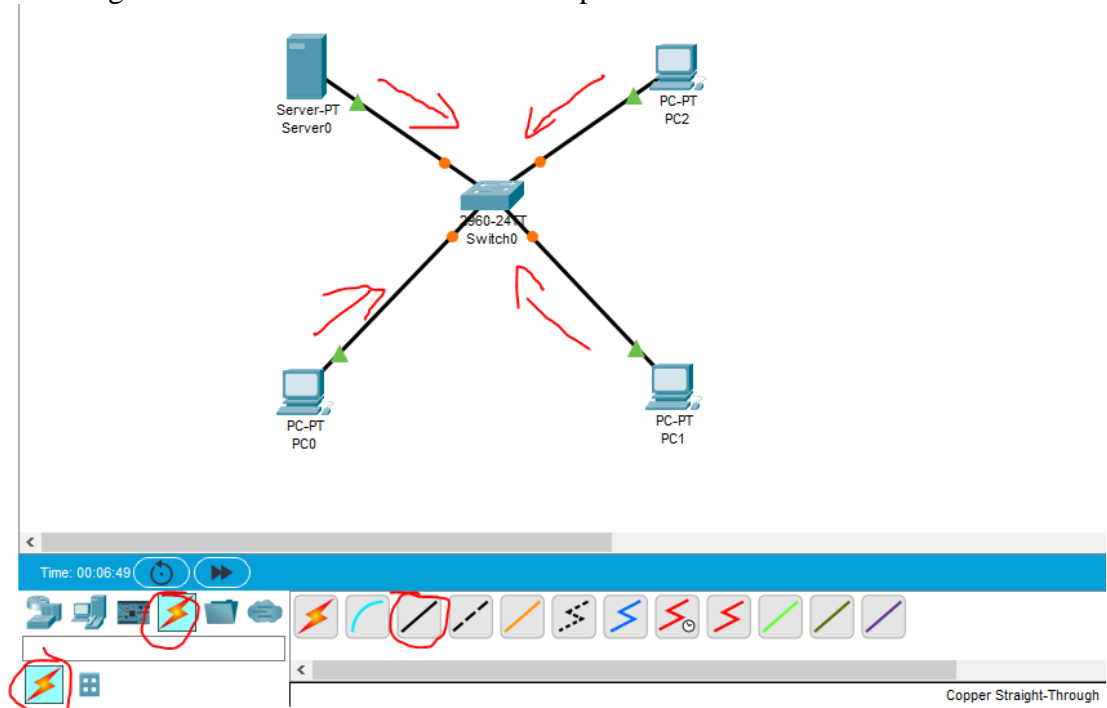 Server-PT
Server0
PC-PT
PC2
2960-24TT
Switch0
PC-PT
PC0
PC-PT
PC1
Time: 00:06:49
Copper Straight-Through